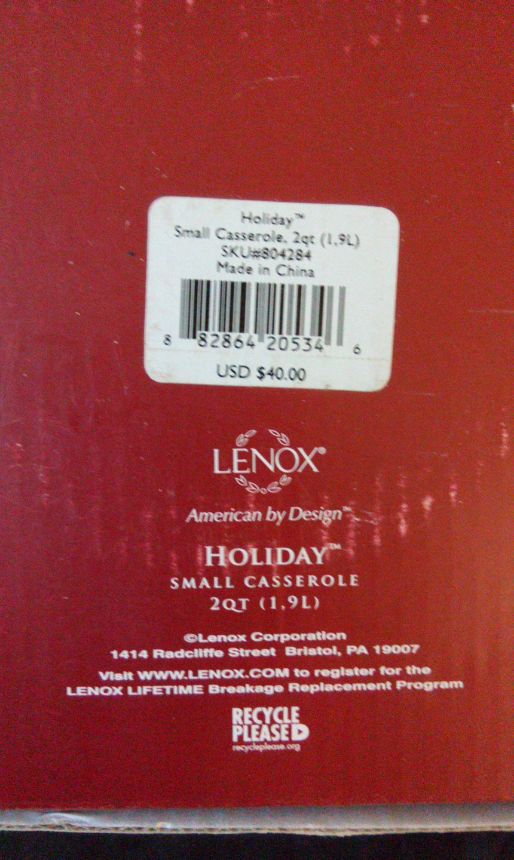 Holiday™
Small Casserole, 2qt (1,9L)
SKU#804284
Made in China
8 82864 20534 6
USD $40.00
LENOX®
American by Design™
HOLIDAY™
SMALL CASSEROLE
2QT (1,9L)
©Lenox Corporation
1414 Radcliffe Street Bristol, PA 19007
Visit WWW.LENOX.COM to register for the
LENOX LIFETIME Breakage Replacement Program
RECYCLE
PLEASE
recycleplease.org